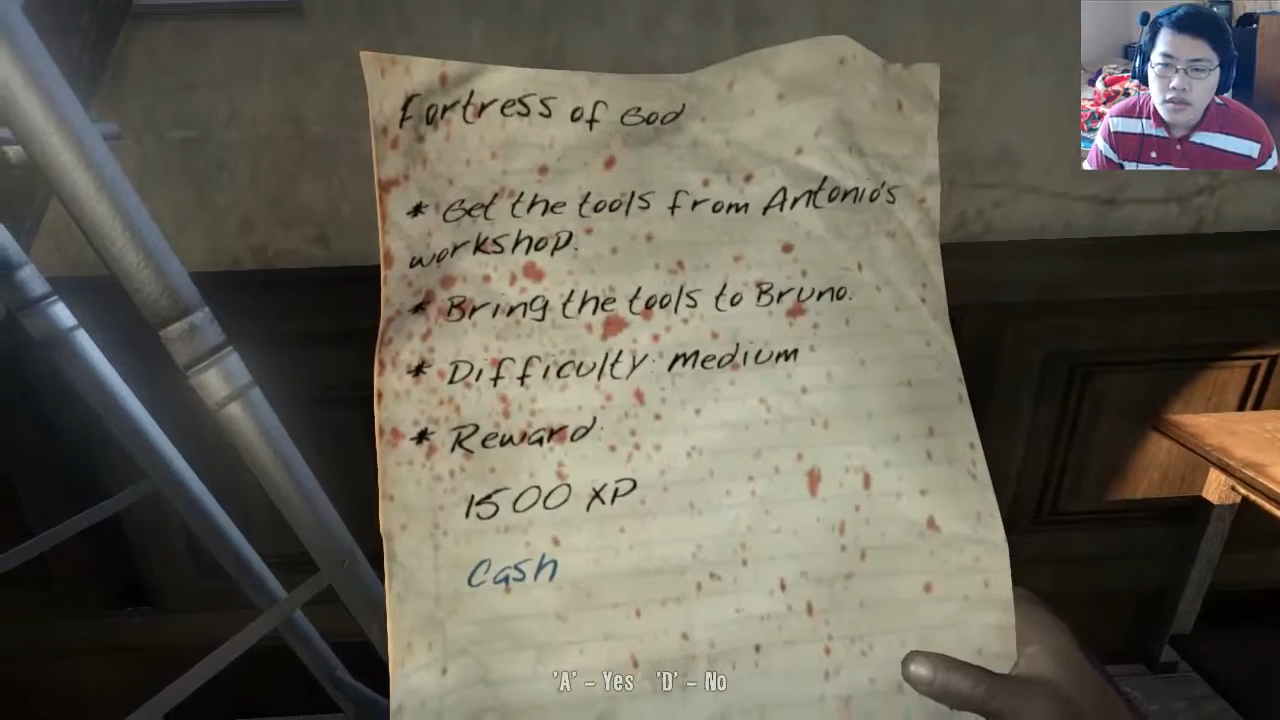 Fortress of God
* Get the tools from Antonio's
workshop.
* Bring the tools to Bruno.
* Difficulty: medium
* Reward:
1500 XP
Cash
'A' - Yes 'D' - No